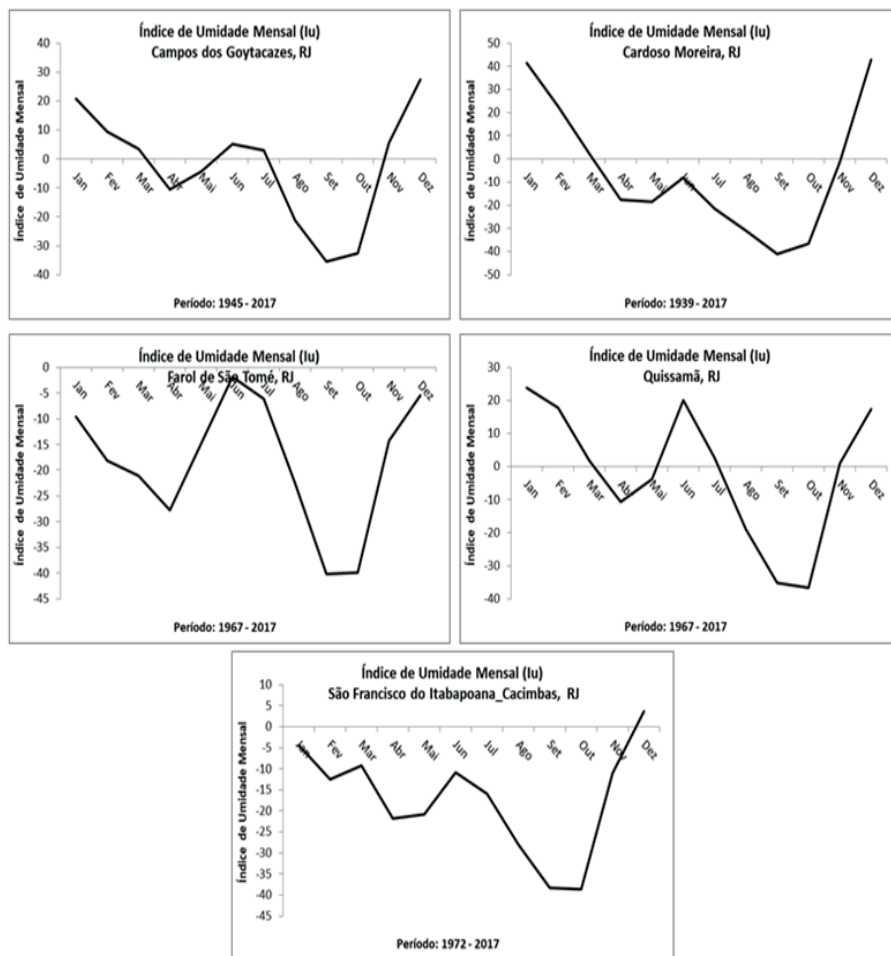 Índice de Umidade Mensal (Iu)
Campos dos Goytacazes, RJ
Índice de Umidade Mensal
40
30
20
10
0
-10
-20
-30
-40
Jan Fev Mar Abr Mai Jun Jul Ago Set Out Nov Dez
Período: 1945 - 2017
Índice de Umidade Mensal (Iu)
Cardoso Moreira, RJ
Índice de Umidade Mensal
50
40
30
20
10
0
-10
-20
-30
-40
-50
Jan Fev Mar Abr Mai Jun Jul Ago Set Out Nov Dez
Período: 1939 - 2017
Índice de Umidade Mensal (Iu)
Farol de São Tomé, RJ
Índice de Umidade Mensal
0
-5
-10
-15
-20
-25
-30
-35
-40
-45
Jan Fev Mar Abr Mai Jun Jul Ago Set Out Nov Dez
Período: 1967 - 2017
Índice de Umidade Mensal (Iu)
Quissamã, RJ
Índice de Umidade Mensal
30
20
10
0
-10
-20
-30
-40
Jan Fev Mar Abr Mai Jun Jul Ago Set Out Nov Dez
Período: 1967 - 2017
Índice de Umidade Mensal (Iu)
São Francisco do Itabapoana_Cacimbas, RJ
Índice de Umidade Mensal
10
5
0
-5
-10
-15
-20
-25
-30
-35
-40
-45
Jan Fev Mar Abr Mai Jun Jul Ago Set Out Nov Dez
Período: 1972 - 2017